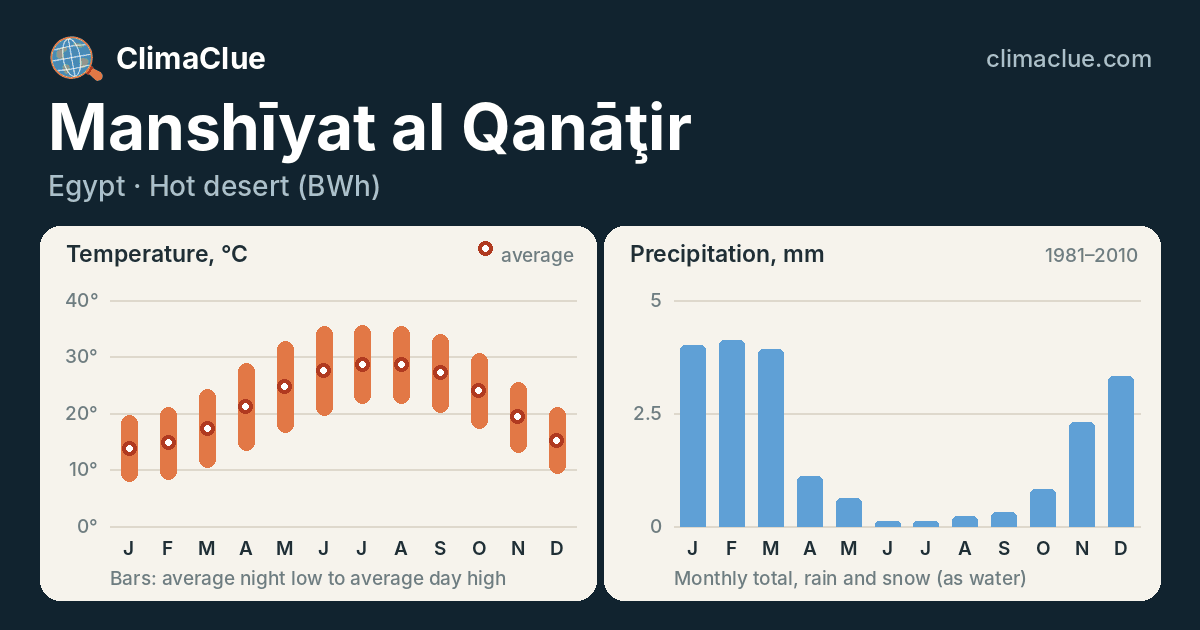 ClimaClue
climaclue.com
Manshīyat al Qanāţir
Egypt · Hot desert (BWh)
Temperature, °C
average
40°
30°
20°
10°
0°
J F M A M J J A S O N D
Bars: average night low to average day high
Precipitation, mm
1981–2010
5
2.5
0
J F M A M J J A S O N D
Monthly total, rain and snow (as water)